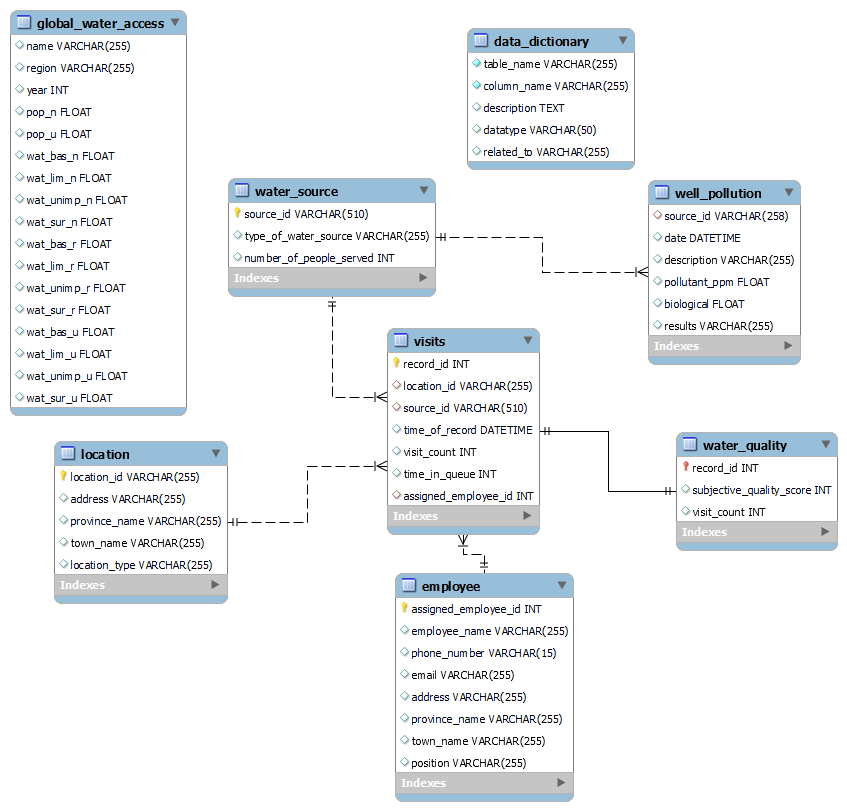 global_water_access
name VARCHAR(255)
region VARCHAR(255)
year INT
pop_n FLOAT
pop_u FLOAT
wat_bas_n FLOAT
wat_lim_n FLOAT
wat_unimp_n FLOAT
wat_sur_n FLOAT
wat_bas_r FLOAT
wat_lim_r FLOAT
wat_unimp_r FLOAT
wat_sur_r FLOAT
wat_bas_u FLOAT
wat_lim_u FLOAT
wat_unimp_u FLOAT
wat_sur_u FLOAT
data_dictionary
table_name VARCHAR(255)
column_name VARCHAR(255)
description TEXT
datatype VARCHAR(50)
related_to VARCHAR(255)
water_source
source_id VARCHAR(510)
type_of_water_source VARCHAR(255)
number_of_people_served INT
Indexes
well_pollution
source_id VARCHAR(258)
date DATETIME
description VARCHAR(255)
pollutant_ppm FLOAT
biological FLOAT
results VARCHAR(255)
Indexes
visits
record_id INT
location_id VARCHAR(255)
source_id VARCHAR(510)
time_of_record DATETIME
visit_count INT
time_in_queue INT
assigned_employee_id INT
Indexes
location
location_id VARCHAR(255)
address VARCHAR(255)
province_name VARCHAR(255)
town_name VARCHAR(255)
location_type VARCHAR(255)
Indexes
water_quality
record_id INT
subjective_quality_score INT
visit_count INT
Indexes
employee
assigned_employee_id INT
employee_name VARCHAR(255)
phone_number VARCHAR(15)
email VARCHAR(255)
address VARCHAR(255)
province_name VARCHAR(255)
town_name VARCHAR(255)
position VARCHAR(255)
Indexes